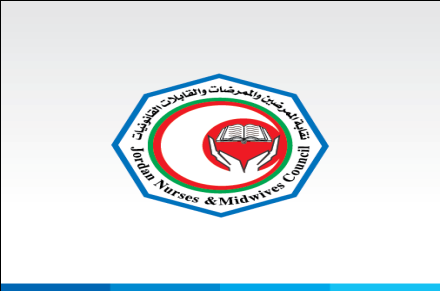 نقابة الممرضين والممرضات والقابلات القانونيات
Jordan Nurses & Midwives Council